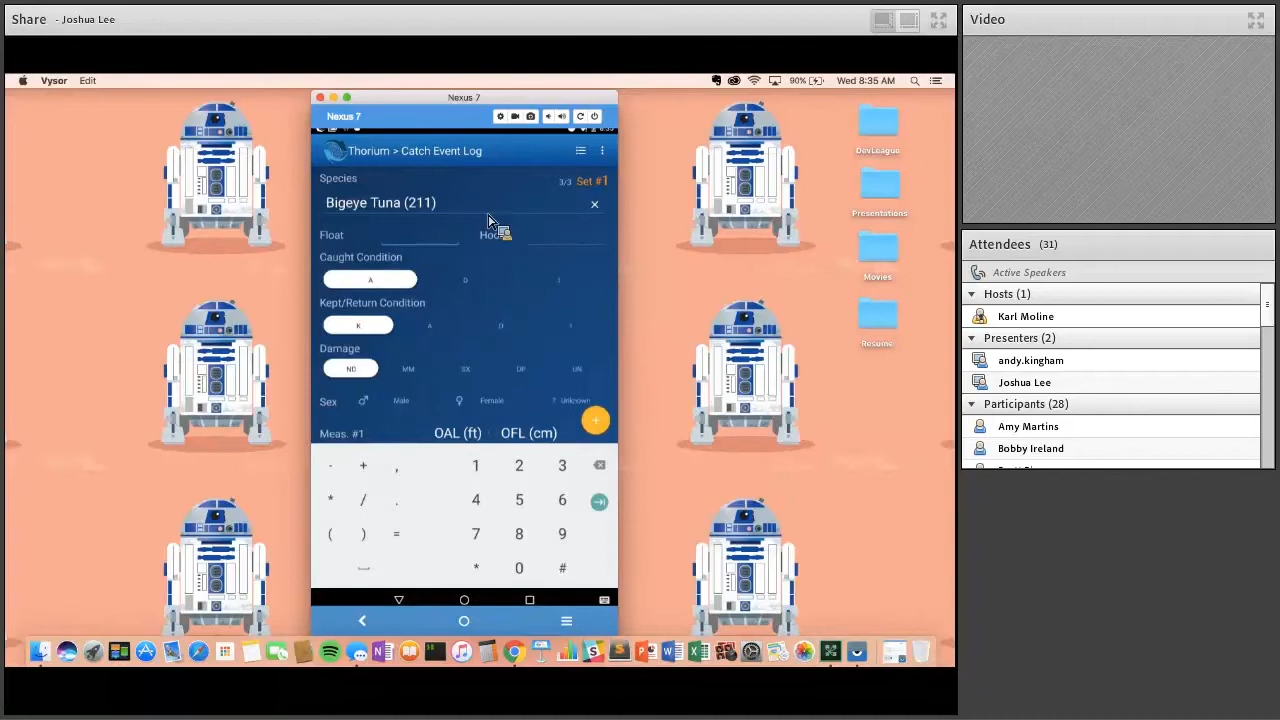 Share - Joshua Lee
Vysor Edit
90% Wed 8:35 AM
Nexus 7
Nexus 7
Thorium > Catch Event Log
Species
3/3 Set #1
Bigeye Tuna (211)
Float
Caught Condition
A D I
Kept/Return Condition
K A D I
Damage
ND MM SX DP UN
Sex ♂ Male ♀ Female ? Unknown
+
Meas. #1 OAL (ft) OFL (cm)
- + , 1 2 3
* / . 4 5 6
( ) = 7 8 9
* 0 #
DevLeague
Presentations
Movies
Resume
Video
Attendees (31)
Active Speakers
Hosts (1)
Karl Moline
Presenters (2)
andy.kingham
Joshua Lee
Participants (28)
Amy Martins
Bobby Ireland